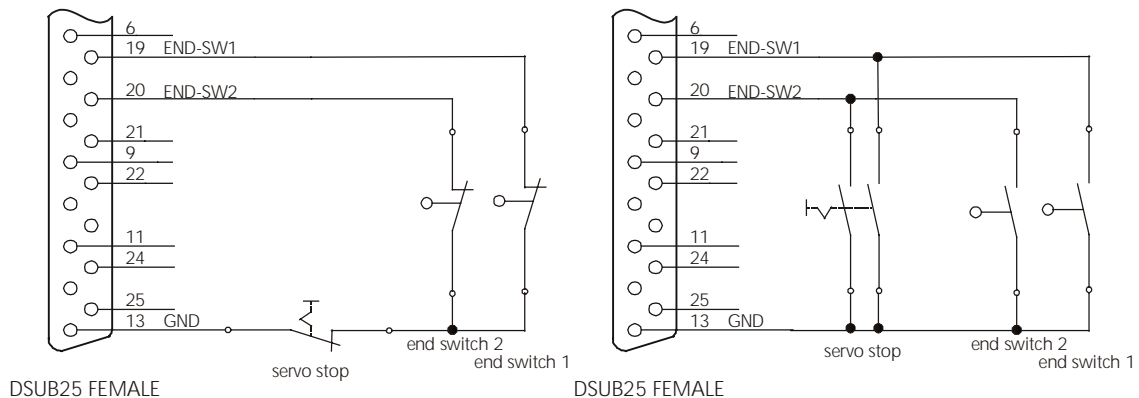 6
19 END-SW1
20 END-SW2
21
9
22
11
24
25
13 GND
servo stop
end switch 2
end switch 1
DSUB25 FEMALE
6
19 END-SW1
20 END-SW2
21
9
22
11
24
25
13 GND
servo stop
end switch 2
end switch 1
DSUB25 FEMALE